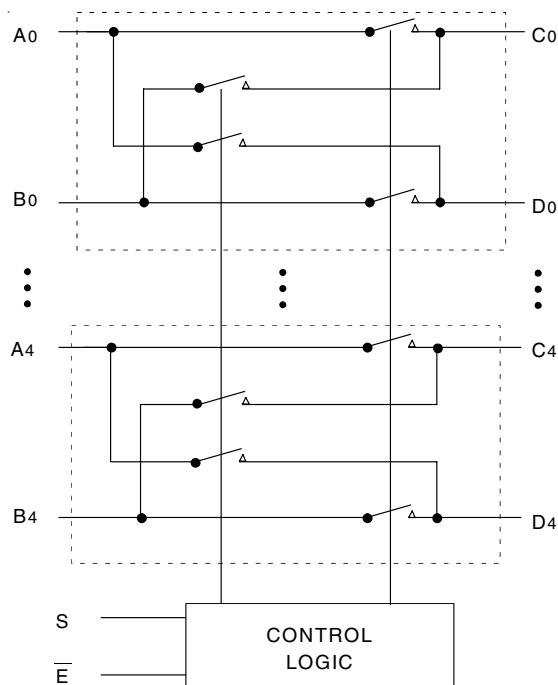 A0 C0
B0 D0
A4 C4
B4 D4
S
E̅
CONTROL
LOGIC